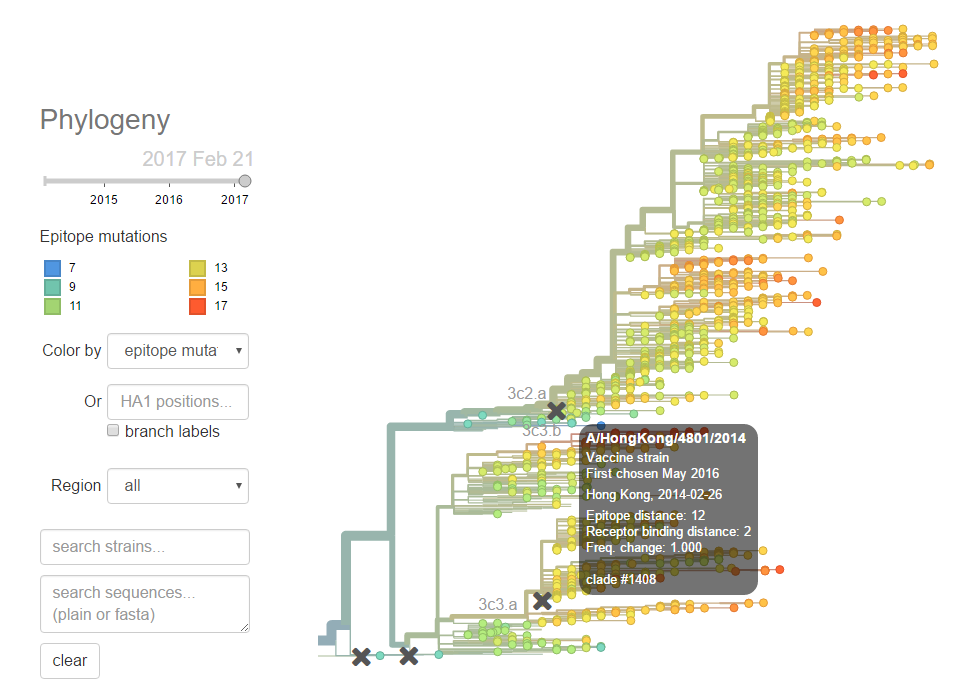 Phylogeny
2017 Feb 21
2015 2016 2017
Epitope mutations
7 13
9 15
11 17
Color by epitope muta
Or HA1 positions...
branch labels
Region all
search strains...
search sequences...
(plain or fasta)
clear
3c2.a
3c3.b
A/HongKong/4801/2014
Vaccine strain
First chosen May 2016
Hong Kong, 2014-02-26
Epitope distance: 12
Receptor binding distance: 2
Freq. change: 1.000
clade #1408
3c3.a